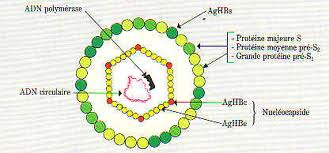 ADN polymérase
AgHBs
- Protéine majeure S
- Protéine moyenne pré-S₂
- Grande protéine pré-S₁
ADN circulaire
AgHBc
AgHBe
Nucléocapside